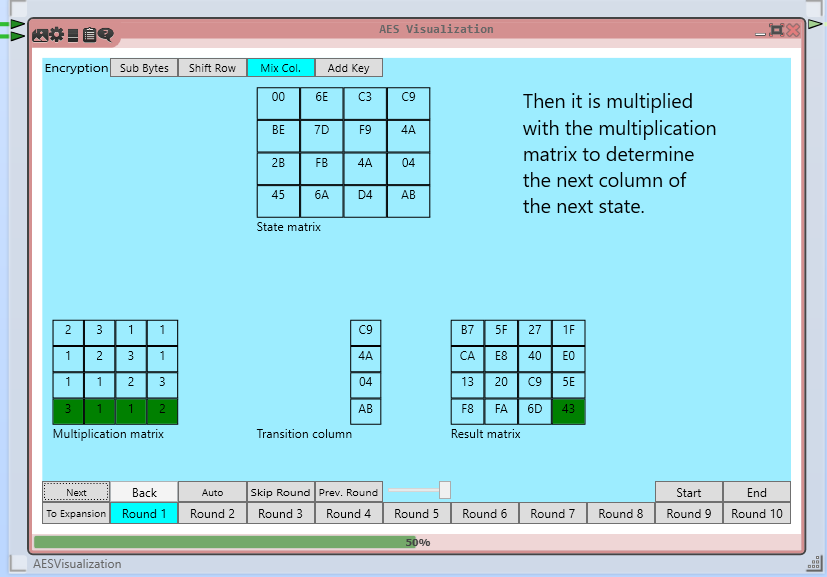 AES Visualization
Encryption Sub Bytes Shift Row Mix Col. Add Key
00 6E C3 C9
BE 7D F9 4A
2B FB 4A 04
45 6A D4 AB
State matrix
Then it is multiplied
with the multiplication
matrix to determine
the next column of
the next state.
2 3 1 1
1 2 3 1
1 1 2 3
3 1 1 2
Multiplication matrix
C9
4A
04
AB
Transition column
B7 5F 27 1F
CA E8 40 E0
13 20 C9 5E
F8 FA 6D 43
Result matrix
Next Back Auto Skip Round Prev. Round Start End
To Expansion Round 1 Round 2 Round 3 Round 4 Round 5 Round 6 Round 7 Round 8 Round 9 Round 10
50%
AESVisualization